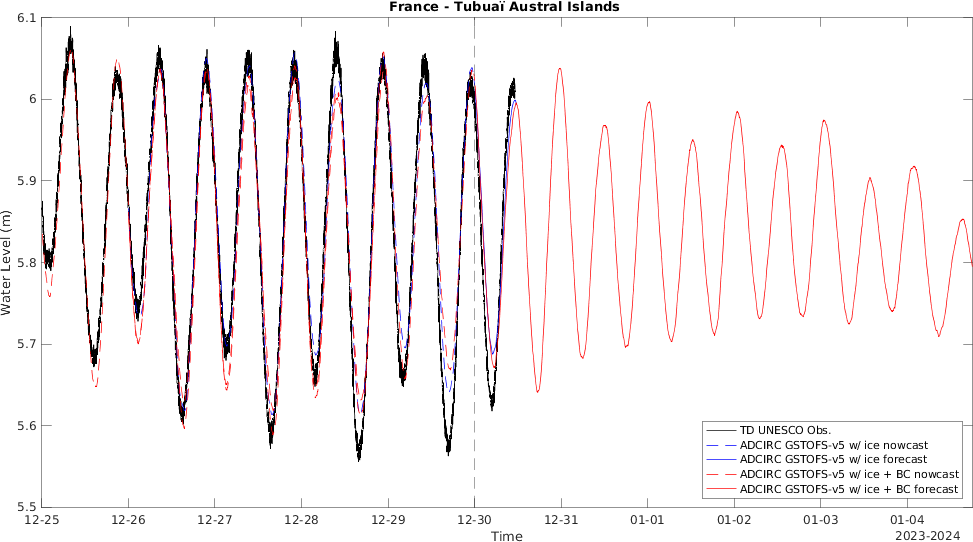 France - Tubuaï Austral Islands
Water Level (m)
6.1
6
5.9
5.8
5.7
5.6
5.5
TD UNESCO Obs.
ADCIRC GSTOFS-v5 w/ ice nowcast
ADCIRC GSTOFS-v5 w/ ice forecast
ADCIRC GSTOFS-v5 w/ ice + BC nowcast
ADCIRC GSTOFS-v5 w/ ice + BC forecast
12-25 12-26 12-27 12-28 12-29 12-30 12-31 01-01 01-02 01-03 01-04
Time
2023-2024